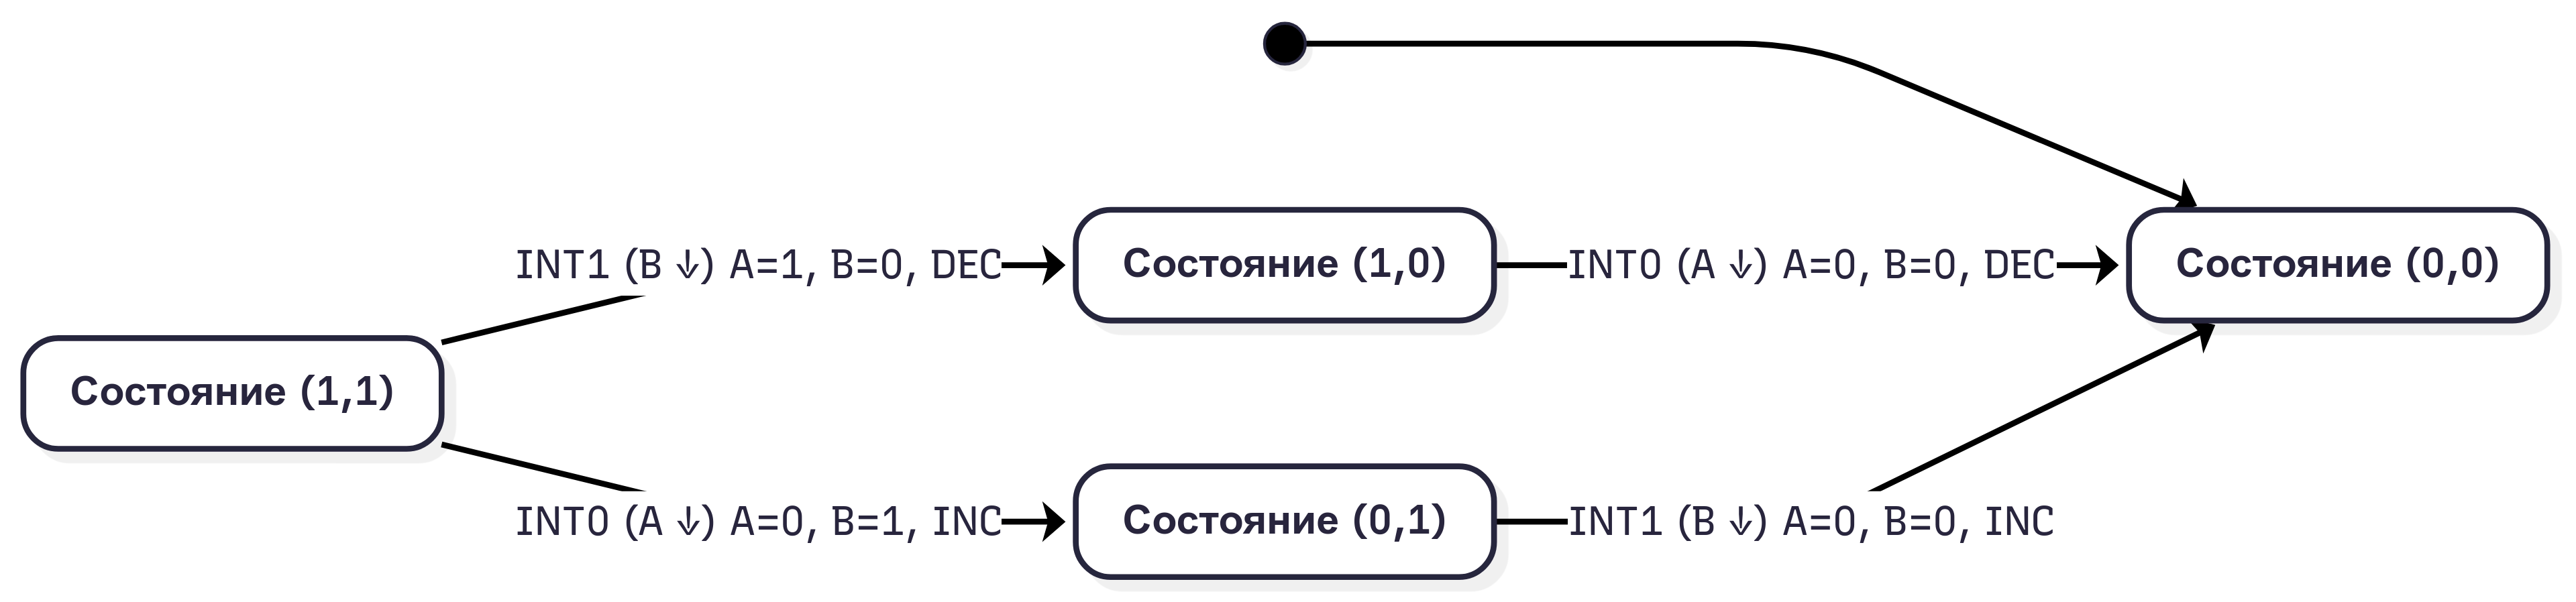 INT1 (B ↓) A=1, B=0, DEC
Состояние (1,0)
INT0 (A ↓) A=0, B=0, DEC
Состояние (0,0)
Состояние (1,1)
INT0 (A ↓) A=0, B=1, INC
Состояние (0,1)
INT1 (B ↓) A=0, B=0, INC